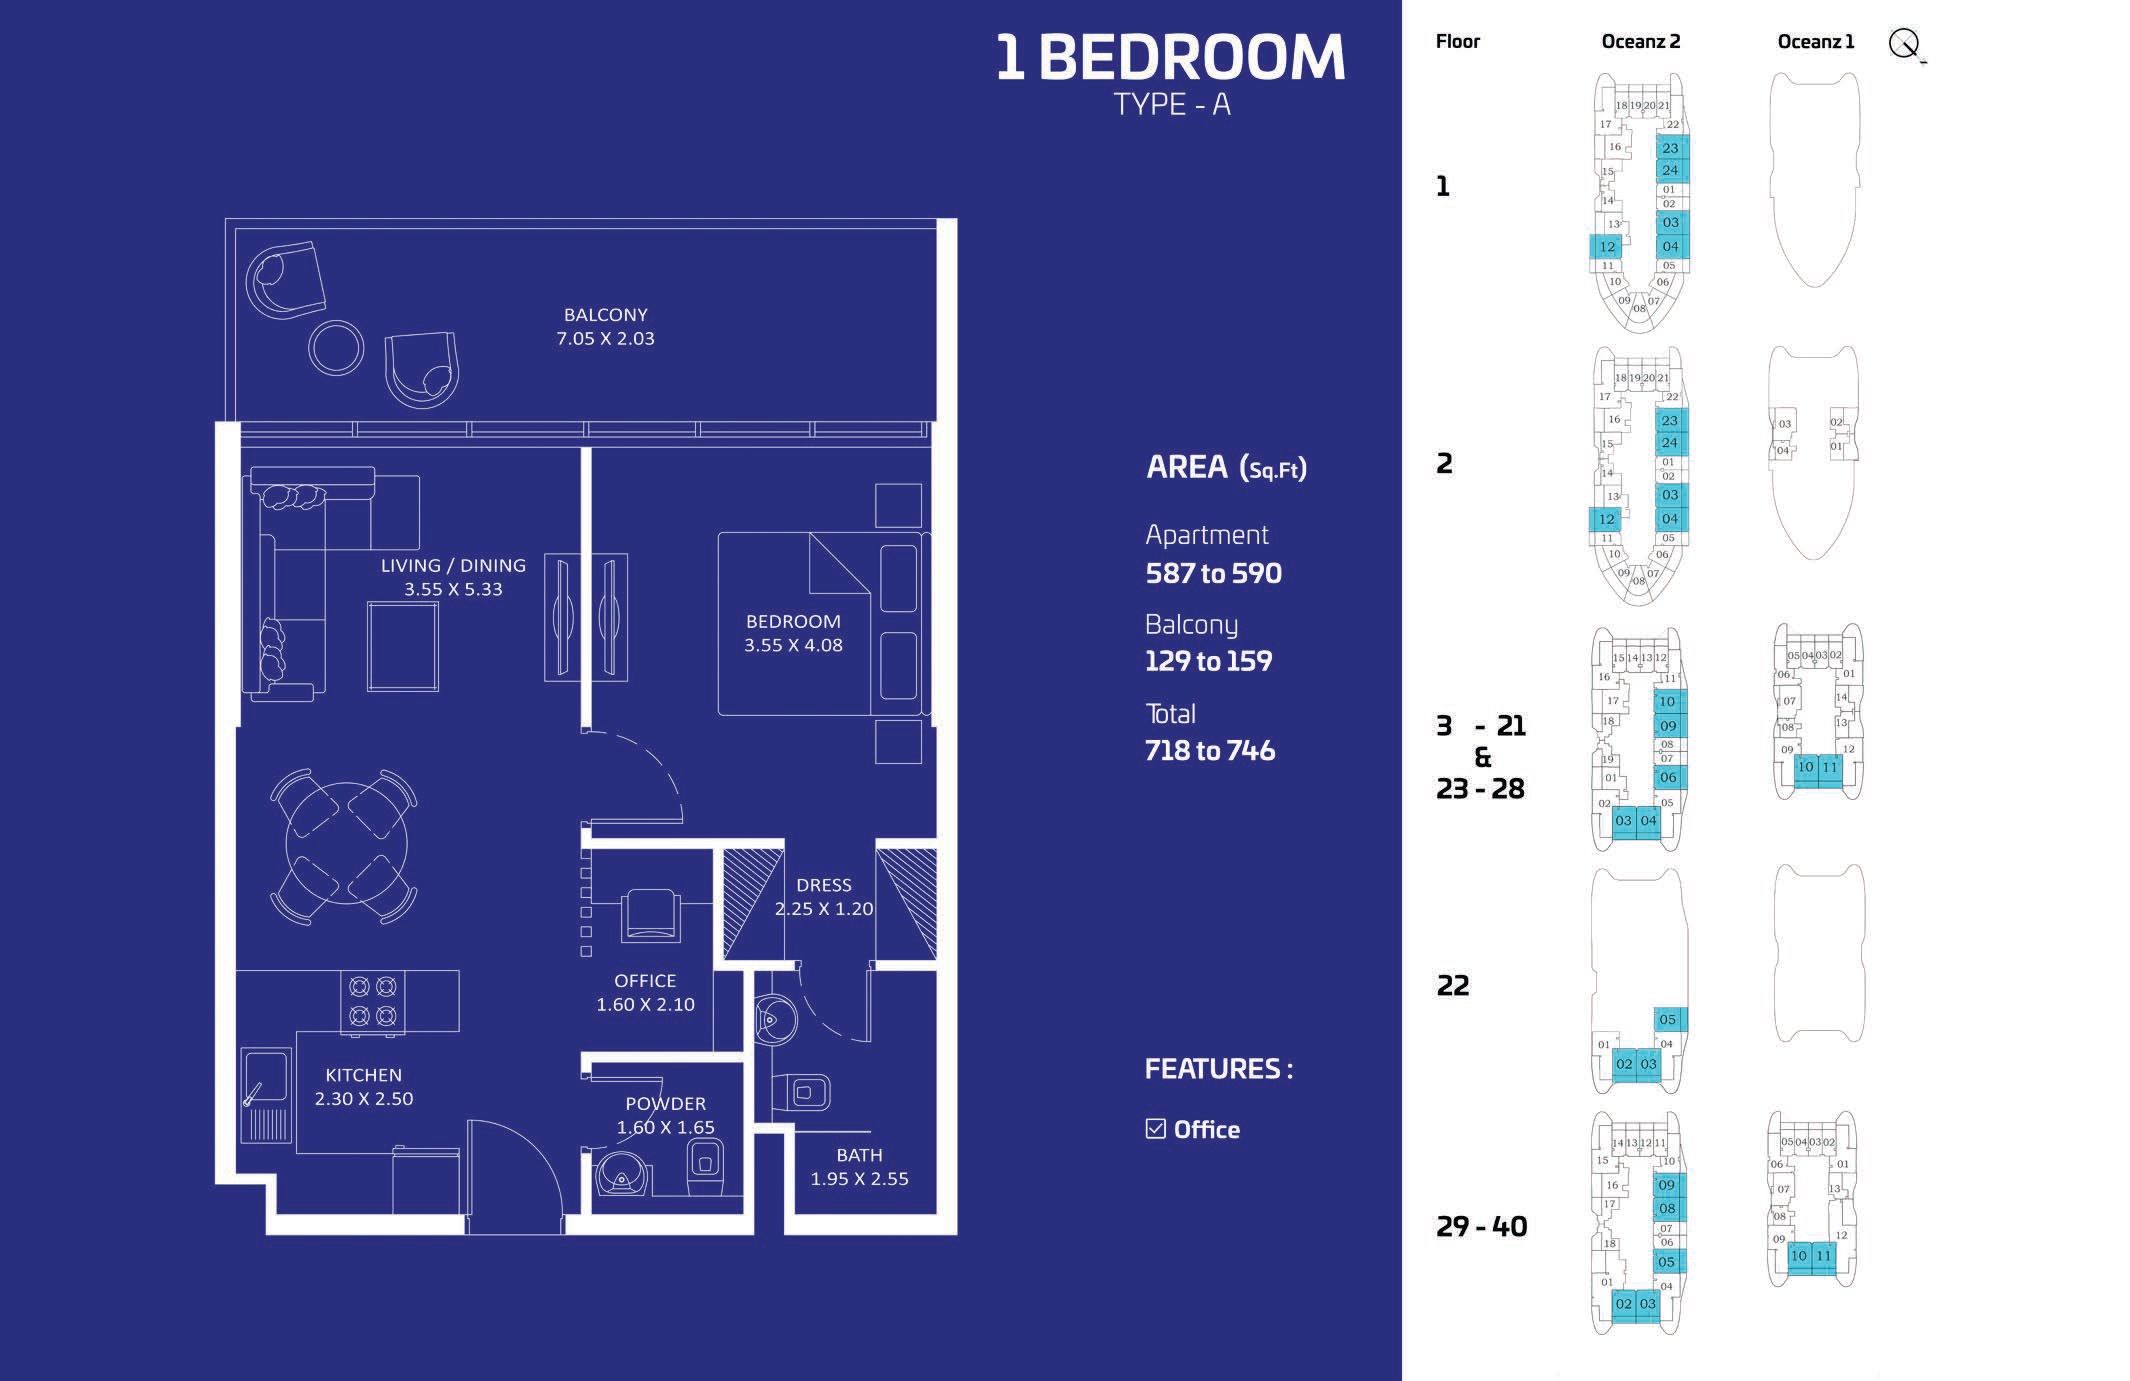 1 BEDROOM
TYPE - A
BALCONY
7.05 X 2.03
LIVING / DINING
3.55 X 5.33
BEDROOM
3.55 X 4.08
DRESS
2.25 X 1.20
OFFICE
1.60 X 2.10
KITCHEN
2.30 X 2.50
POWDER
1.60 X 1.65
BATH
1.95 X 2.55
AREA (Sq.Ft)
Apartment
587 to 590
Balcony
129 to 159
Total
718 to 746
FEATURES :
Office
Floor Oceanz 2 Oceanz 1
1
18 19 20 21
17 22
16 23
24
15
01
14 02
13 03
12 04
11 05
10 06
09 07
08
2
18 19 20 21
17 22
16 23
15 24
01
14 02
13 03
12 04
11 05
10 06
09 07
08
03 02
04 01
3 - 21
&
23 - 28
15 14 13 12
16 11
17 10
18 09
08
19 07
01 06
02 05
03 04
05 04 03 02
06 01
07 14
08 13
09 12
10 11
22
05
01 04
02 03
29 - 40
14 13 12 11
15 10
16 09
17 08
07
18 06
05
01 04
02 03
05 04 03 02
06 01
07 13
08
09 12
10 11